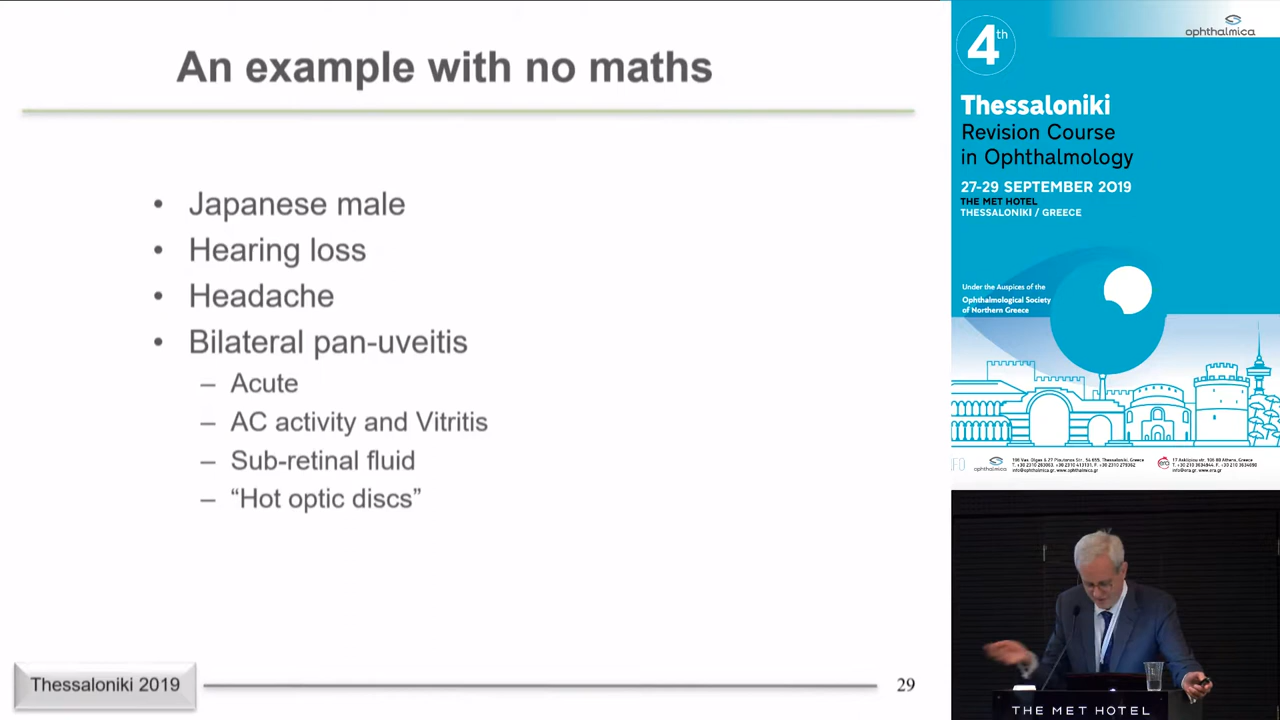 An example with no maths
• Japanese male
• Hearing loss
• Headache
• Bilateral pan-uveitis
– Acute
– AC activity and Vitritis
– Sub-retinal fluid
– “Hot optic discs”
Thessaloniki 2019
29
ophthalmica
4th
Thessaloniki
Revision Course
in Ophthalmology
27-29 SEPTEMBER 2019
THE MET HOTEL
THESSALONIKI / GREECE
Under the Auspices of the
Ophthalmological Society
of Northern Greece
ophthalmica
THE MET HOTEL